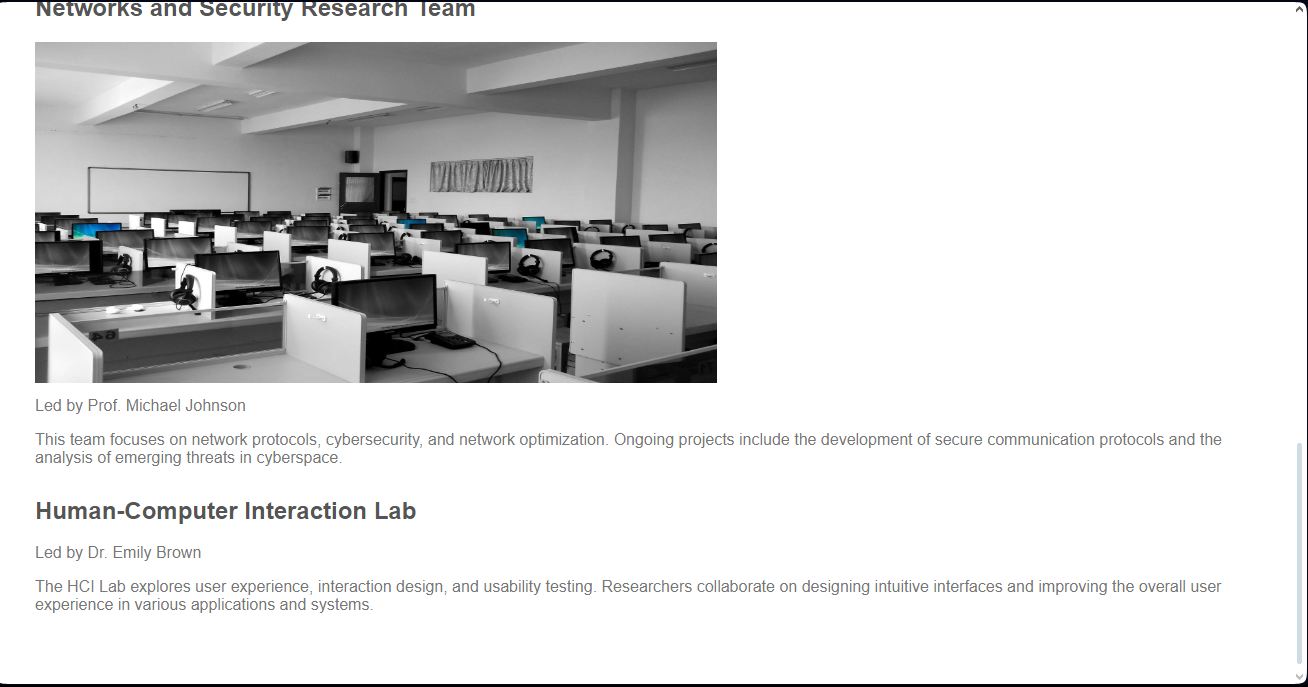 Networks and Security Research Team
Led by Prof. Michael Johnson
This team focuses on network protocols, cybersecurity, and network optimization. Ongoing projects include the development of secure communication protocols and the
analysis of emerging threats in cyberspace.
Human-Computer Interaction Lab
Led by Dr. Emily Brown
The HCI Lab explores user experience, interaction design, and usability testing. Researchers collaborate on designing intuitive interfaces and improving the overall user
experience in various applications and systems.